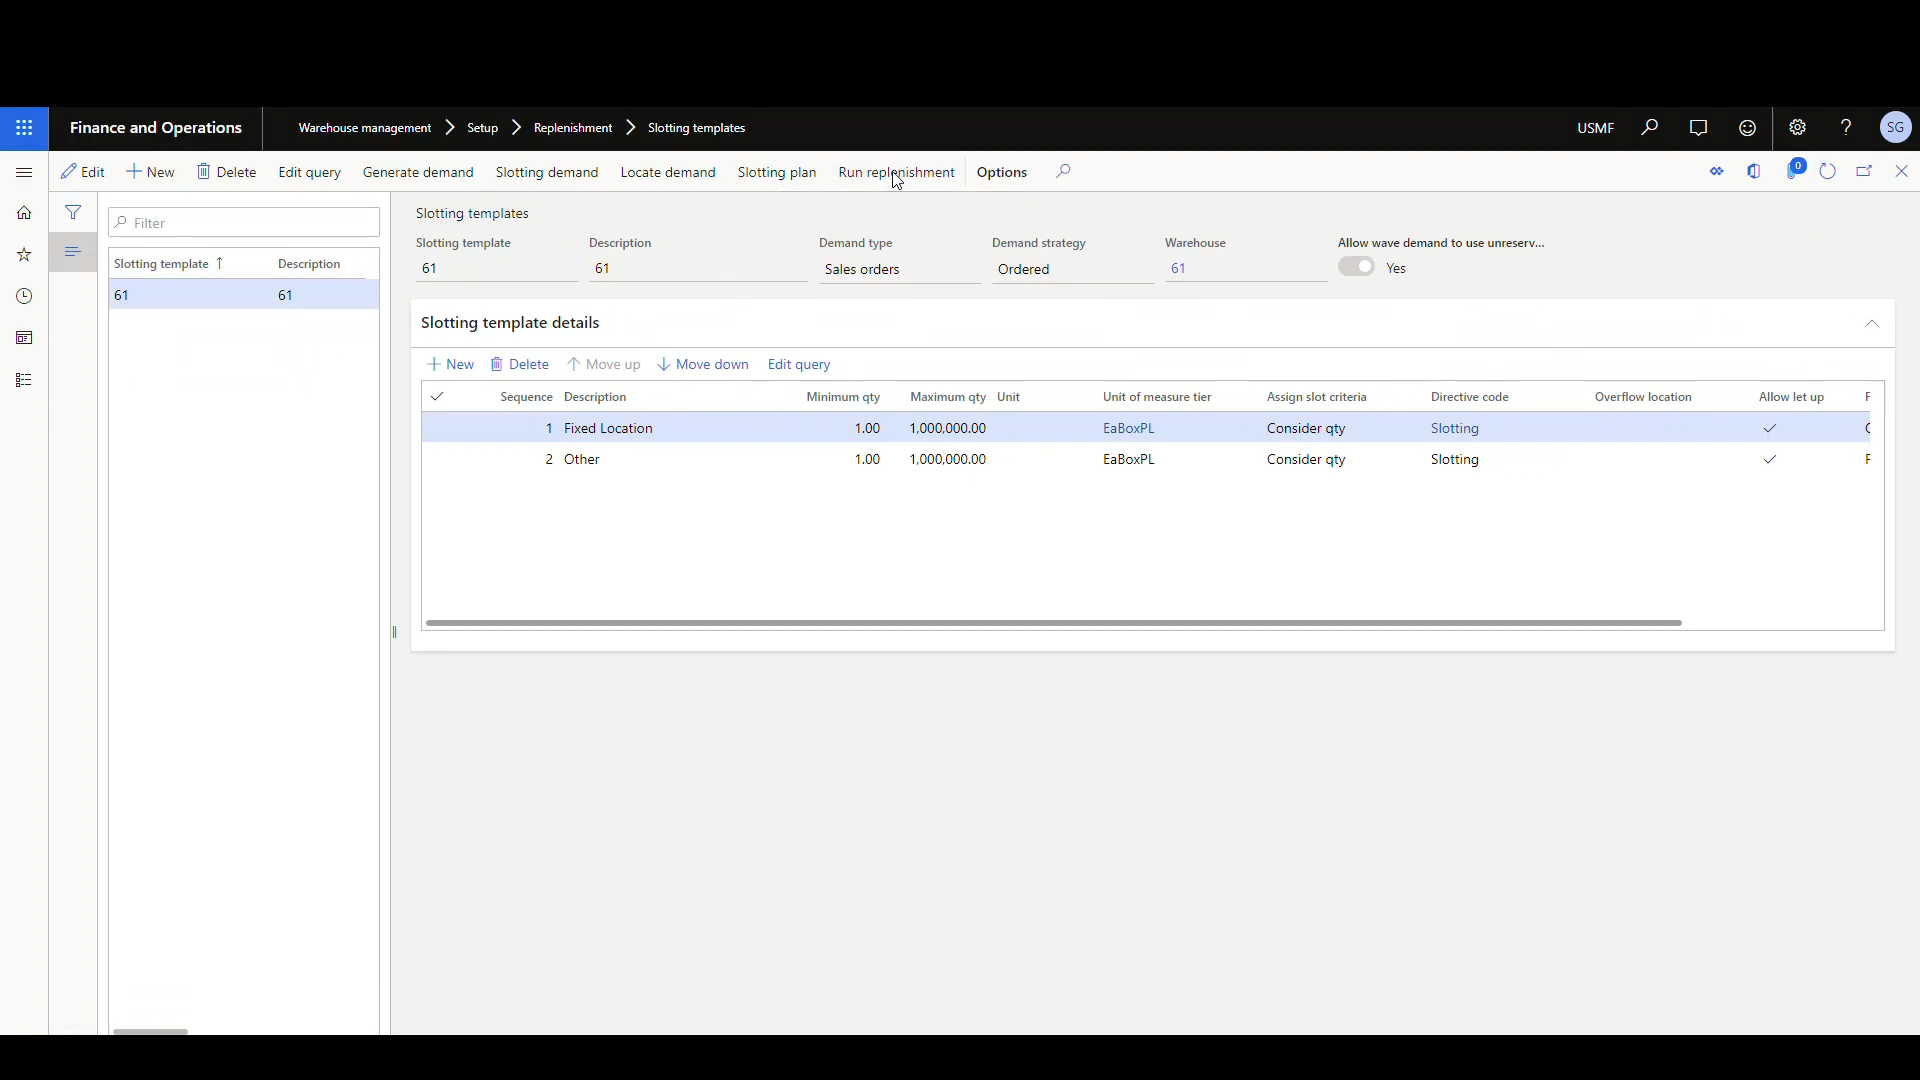 Finance and Operations
Warehouse management Setup Replenishment Slotting templates
USMF
SG
Edit New Delete Edit query Generate demand Slotting demand Locate demand Slotting plan Run replenishment Options
0
Filter
Slotting template Description
61 61
Slotting templates
Slotting template Description Demand type Demand strategy Warehouse Allow wave demand to use unreserv...
61 61 Sales orders Ordered 61 Yes
Slotting template details
New Delete Move up Move down Edit query
Sequence Description Minimum qty Maximum qty Unit Unit of measure tier Assign slot criteria Directive code Overflow location Allow let up
1 Fixed Location 1.00 1,000,000.00 EaBoxPL Consider qty Slotting
2 Other 1.00 1,000,000.00 EaBoxPL Consider qty Slotting